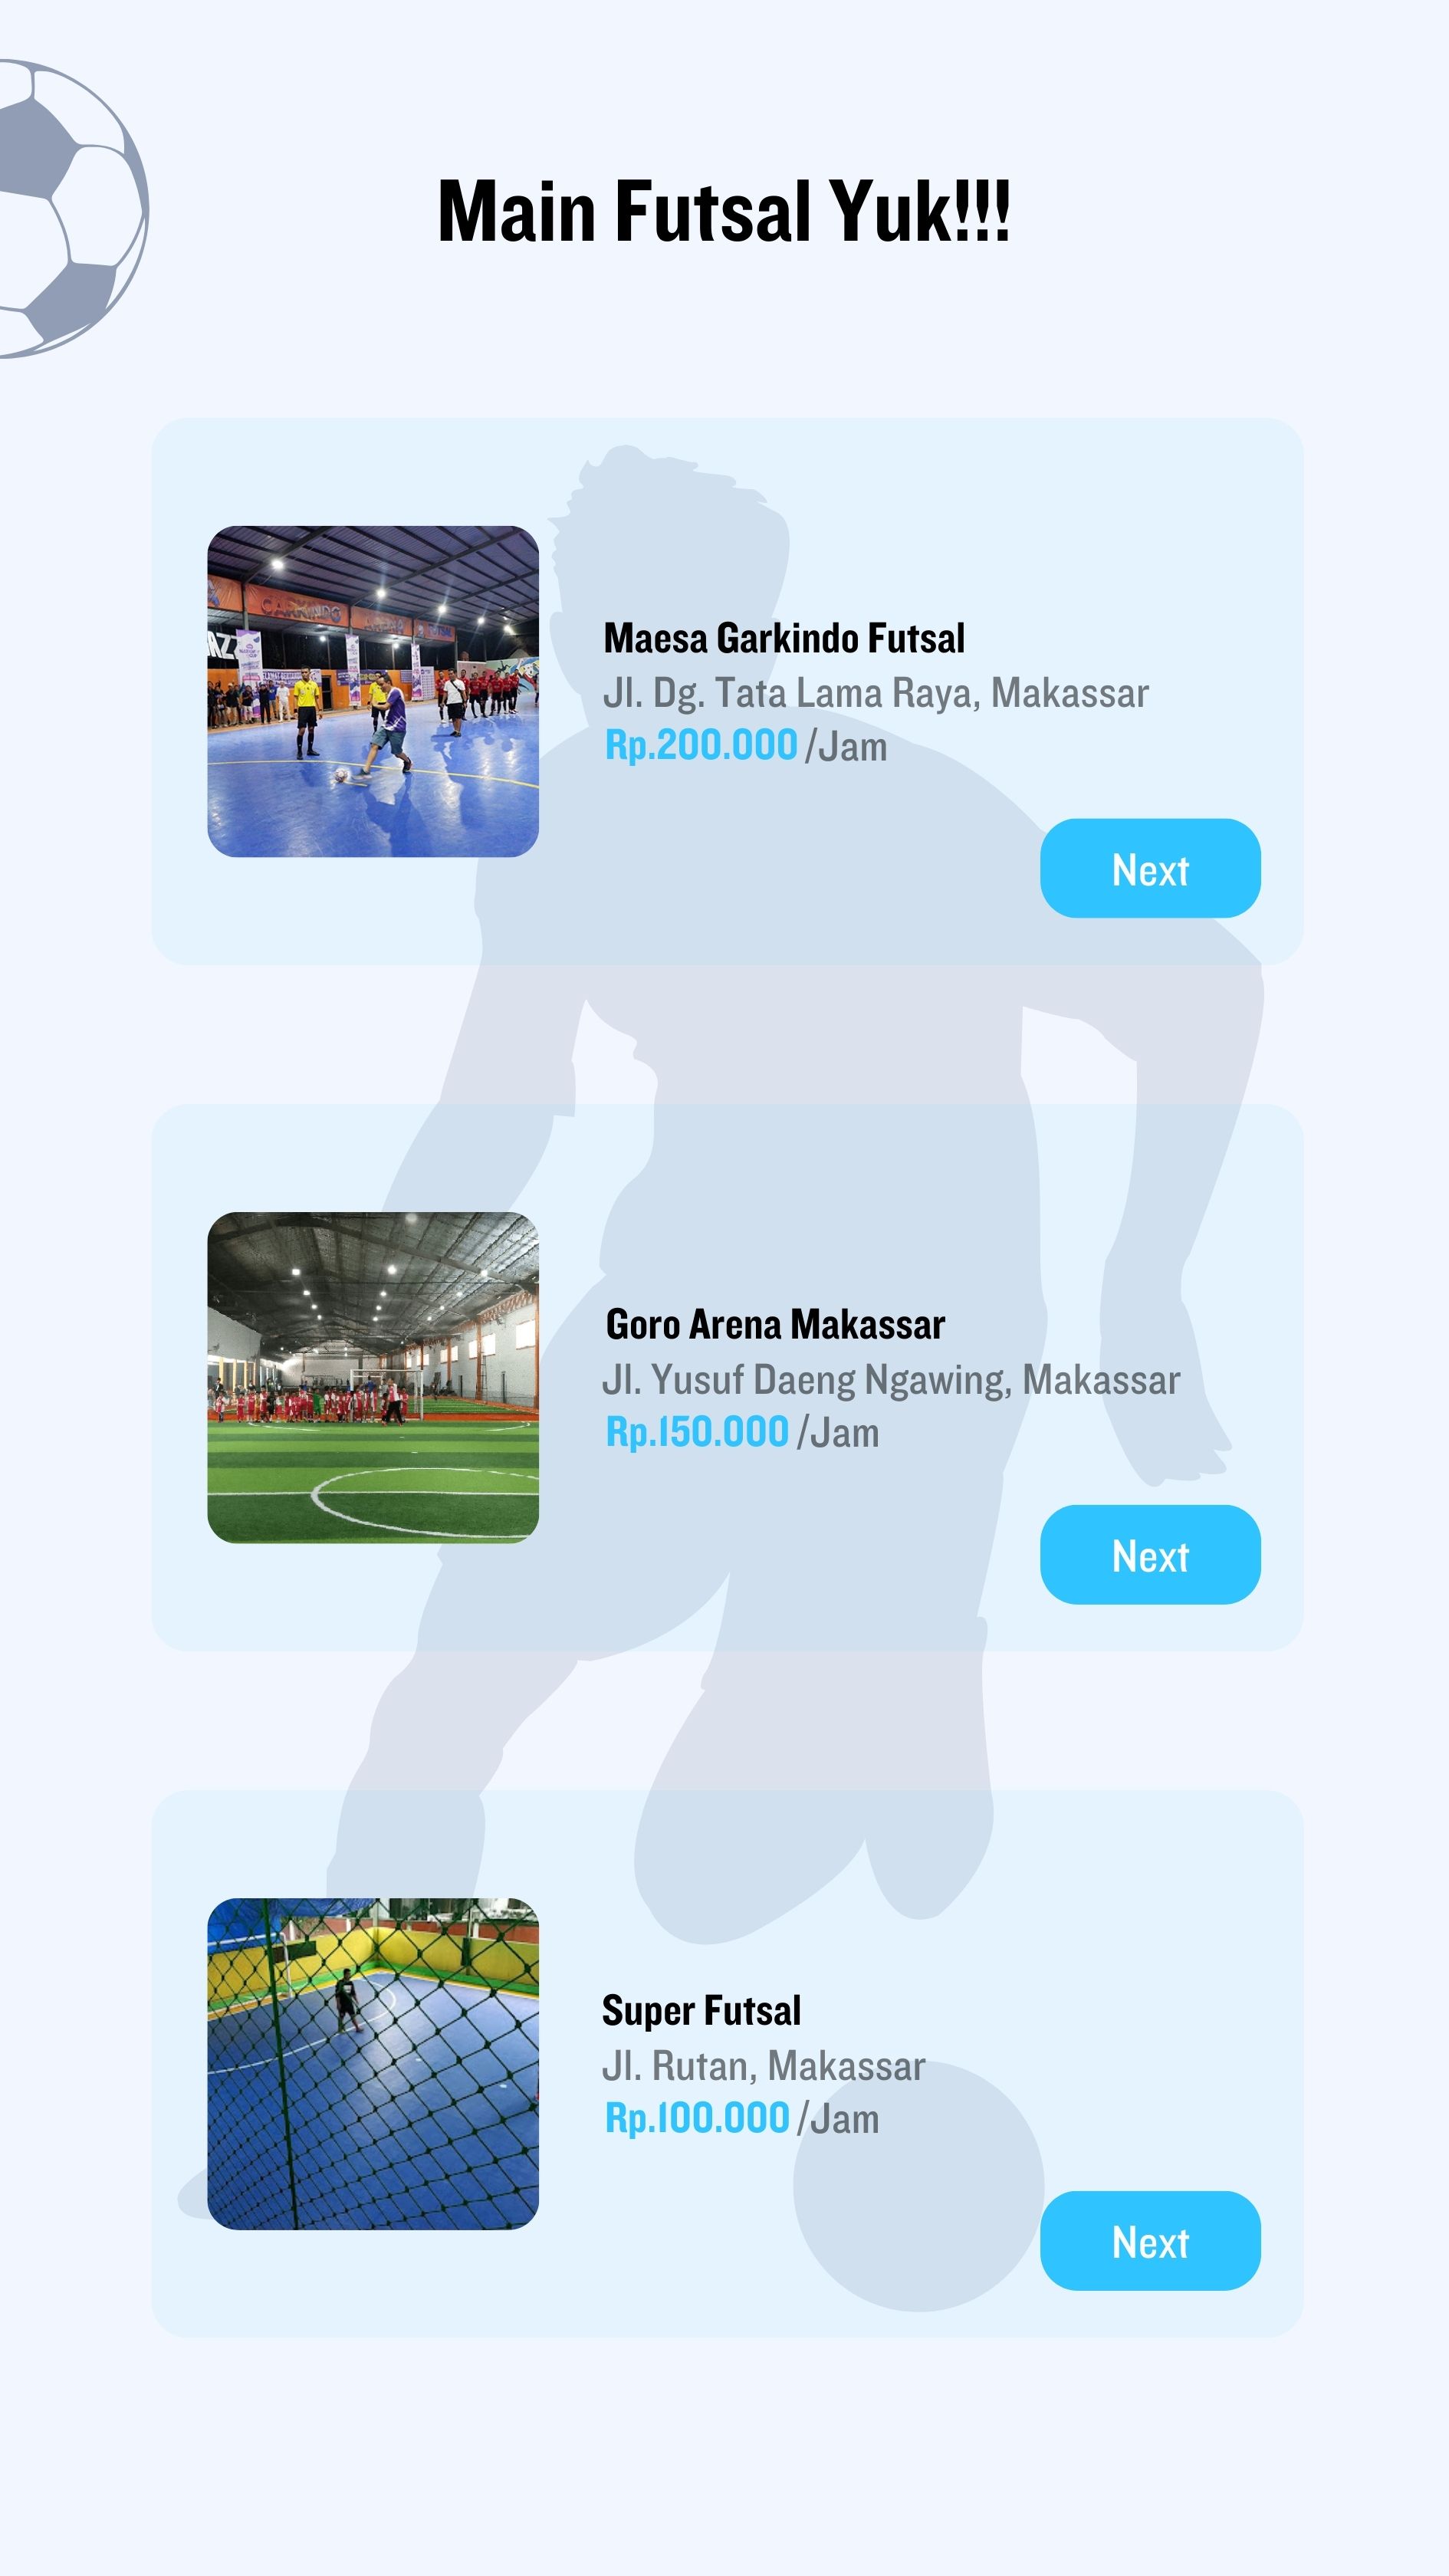 Main Futsal Yuk!!!
Maesa Garkindo Futsal
Jl. Dg. Tata Lama Raya, Makassar
Rp.200.000 /Jam
Next
Goro Arena Makassar
Jl. Yusuf Daeng Ngawing, Makassar
Rp.150.000 /Jam
Next
Super Futsal
Jl. Rutan, Makassar
Rp.100.000 /Jam
Next